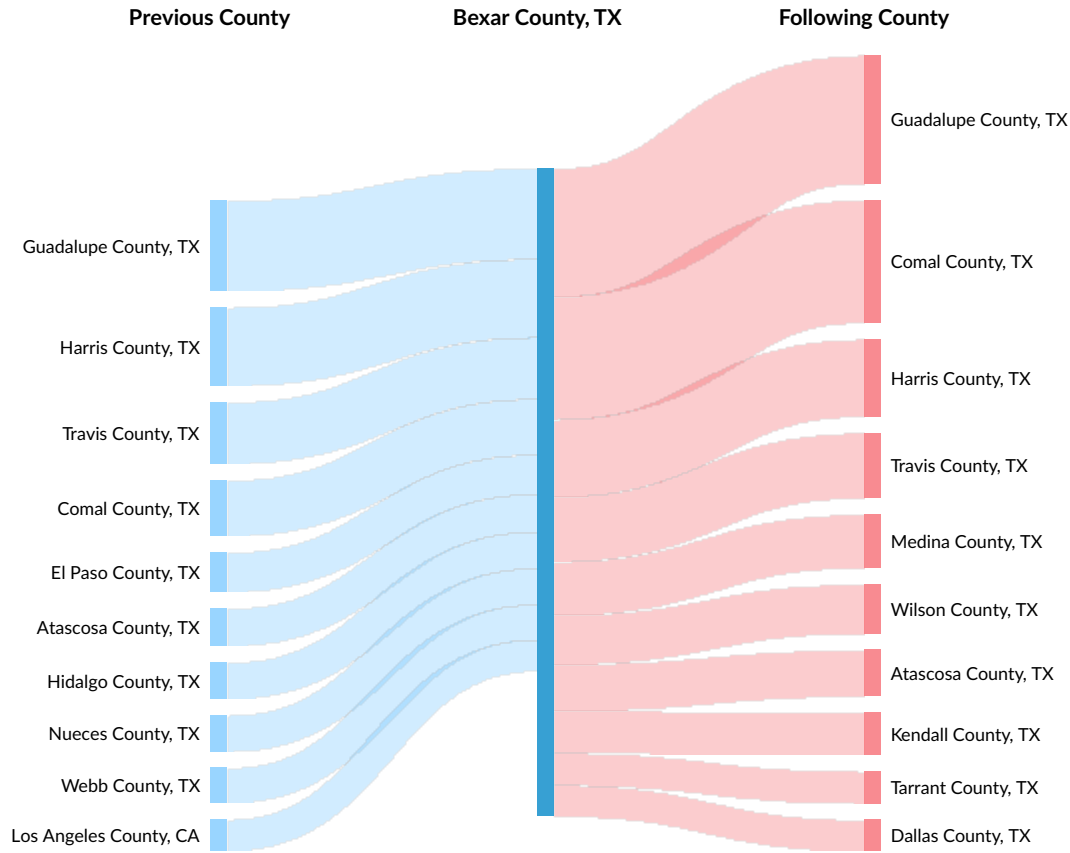 Previous County
Bexar County, TX
Following County
Guadalupe County, TX
Harris County, TX
Travis County, TX
Comal County, TX
El Paso County, TX
Atascosa County, TX
Hidalgo County, TX
Nueces County, TX
Webb County, TX
Los Angeles County, CA
Guadalupe County, TX
Comal County, TX
Harris County, TX
Travis County, TX
Medina County, TX
Wilson County, TX
Atascosa County, TX
Kendall County, TX
Tarrant County, TX
Dallas County, TX